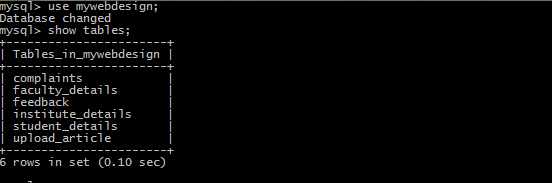 mysql> use mywebdesign;
Database changed
mysql> show tables;
+-----------------------+
| Tables_in_mywebdesign |
+-----------------------+
| complaints            |
| faculty_details       |
| feedback              |
| institute_details     |
| student_details       |
| upload_article        |
+-----------------------+
6 rows in set (0.10 sec)